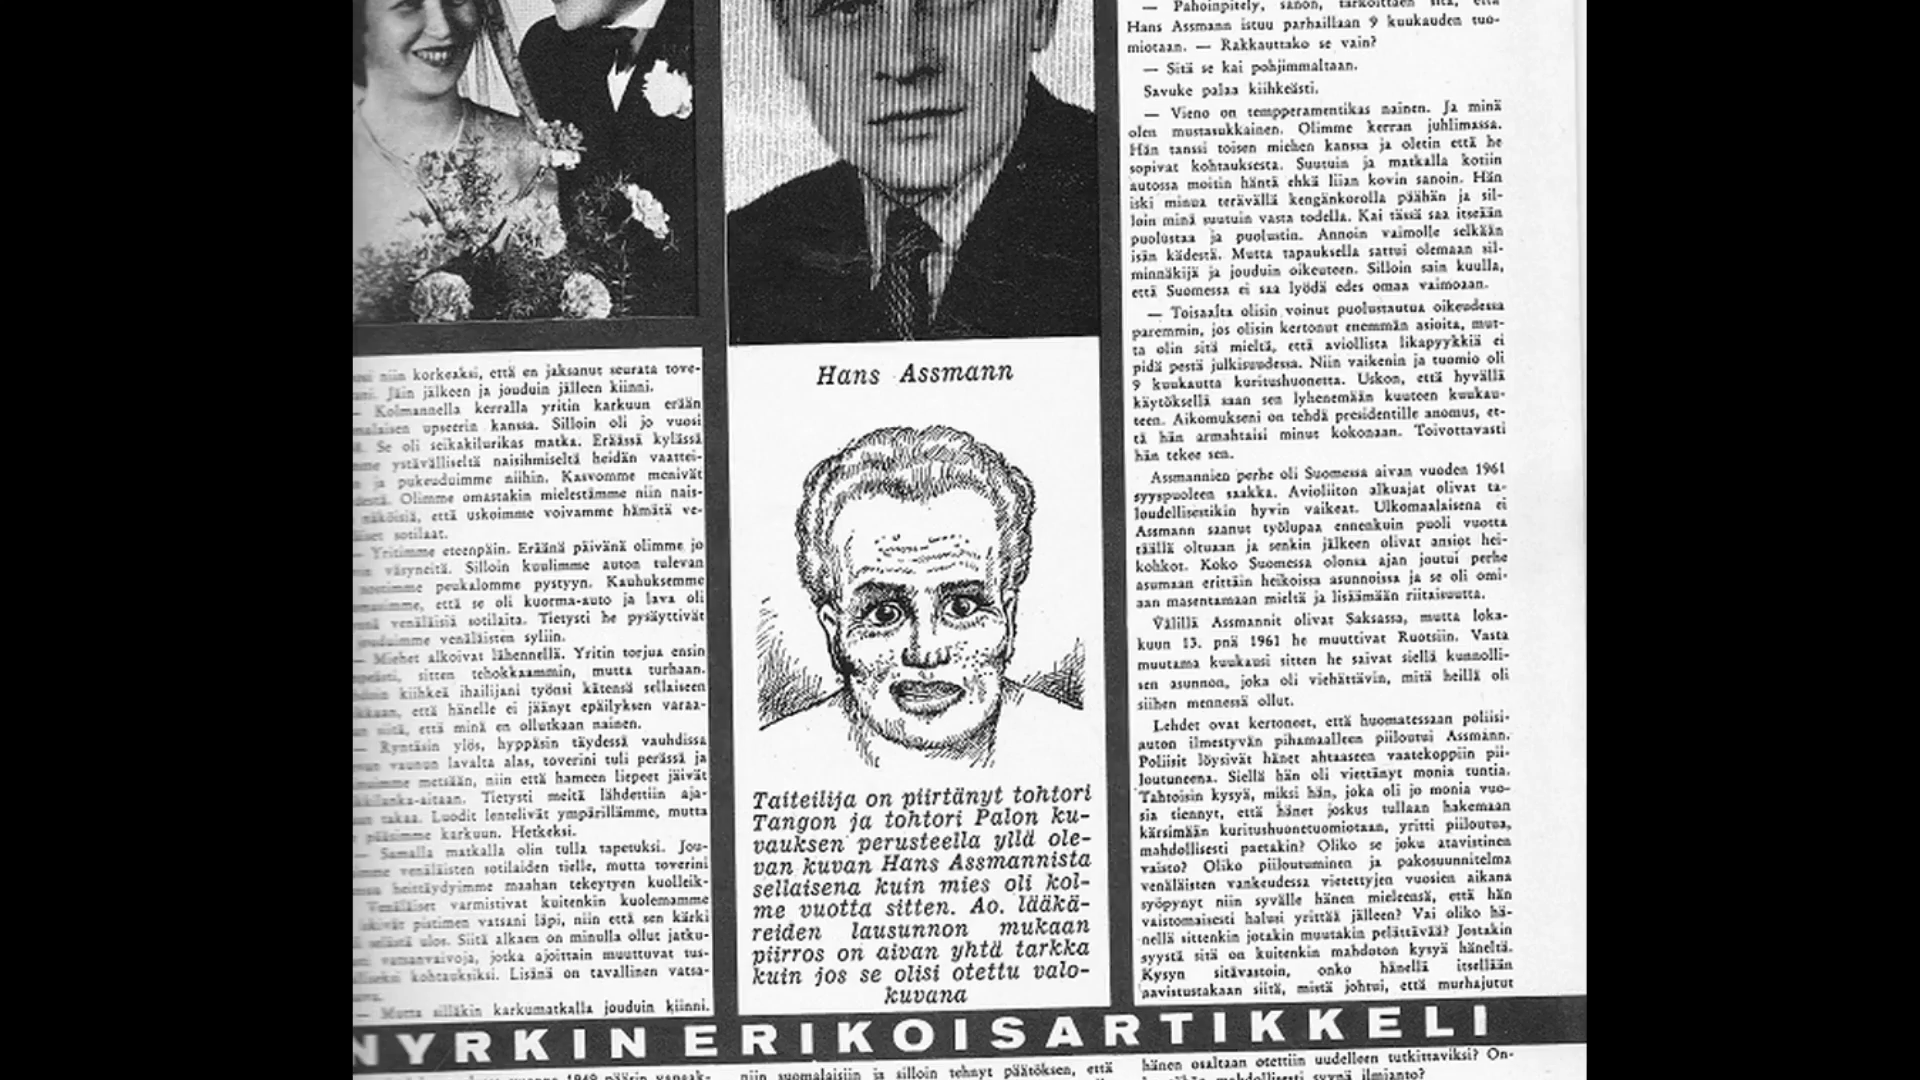 niin korkeaksi, että en jaksanut seurata tove-
Jäin jälkeen ja jouduin jälleen kiinni.
— Kolmannella kerralla yritin karkuun erään
upseerin kanssa. Silloin oli jo vuosi
Se oli seikkailurikas matka. Eräässä kylässä
ystävälliseltä naisihmiseltä heidän vaattei-
ja pukeuduimme niihin. Kasvomme menivät
Olimme omastakin mielestämme niin nais-
näköisiä, että uskoimme voivamme hämätä ve-
sotilaat.
— Yritimme eteenpäin. Eräänä päivänä olimme jo
väsyneitä. Silloin kuulimme auton tulevan
nostimme peukalomme pystyyn. Kauhuksemme
että se oli kuorma-auto ja lava oli
venäläisiä sotilaita. Tietysti he pysäyttivät
jouduimme venäläisten syliin.
— Miehet alkoivat lähennellä. Yritin torjua ensin
sitten tehokkaammin, mutta turhaan.
kiihkeä ihailijani työnsi kätensä sellaiseen
että hänelle ei jäänyt epäilyksen varaa-
siitä, että minä en ollutkaan nainen.
— Ryntäsin ylös, hyppäsin täydessä vauhdissa
vaunun lavalta alas, toverini tuli perässä ja
metsään, niin että hameen liepeet jäivät
Tietysti meitä lähdettiin aja-
takaa. Luodit lentelivät ympärillämme, mutta
pääsimme karkuun. Hetkeksi.
— Samalla matkalla olin tulla tapetuksi. Jou-
venäläisten sotilaiden tielle, mutta toverini
heittäydyimme maahan tekeytyen kuolleik-
Venäläiset varmistivat kuitenkin kuolemamme
pistimen vatsani läpi, niin että sen kärki
ulos. Siitä alkaen on minulla ollut jatku-
vatsanvaivoja, jotka ajoittain muuttuvat tus-
kohtauksiksi. Lisänä on tavallinen vatsa-
— Mutta silläkin karkumatkalla jouduin kiinni.
Hans Assmann
Taiteilija on piirtänyt tohtori
Tangon ja tohtori Palon ku-
vauksen perusteella yllä ole-
van kuvan Hans Assmannista
sellaisena kuin mies oli kol-
me vuotta sitten. Ao. lääkä-
reiden lausunnon mukaan
piirros on aivan yhtä tarkka
kuin jos se olisi otettu valo-
kuvana
— Pahoinpitely, sanon, tarkoittaen sitä, että
Hans Assmann istuu parhaillaan 9 kuukauden tuo-
miotaan. — Rakkauttako se vain?
— Sitä se kai pohjimmaltaan.
Savuke palaa kiihkeästi.
— Vieno on tempperamentikas nainen. Ja minä
olen mustasukkainen. Olimme kerran juhlimassa.
Hän tanssi toisen miehen kanssa ja oletin että he
sopivat kohtauksesta. Suutuin ja matkalla kotiin
autossa moitin häntä ehkä liian kovin sanoin. Hän
iski minua terävällä kengänkorolla päähän ja sil-
loin minä suutuin vasta todella. Kai tässä saa itseään
puolustaa ja puolustin. Annoin vaimolle selkään
isän kädestä. Mutta tapauksella sattui olemaan sil-
minnäkijä ja jouduin oikeuteen. Silloin sain kuulla,
että Suomessa ei saa lyödä edes omaa vaimoaan.
— Toisaalta olisin voinut puolustautua oikeudessa
paremmin, jos olisin kertonut enemmän asioita, mut-
ta olin sitä mieltä, että aviollista likapyykkiä ei
pidä pestä julkisuudessa. Niin vaikenin ja tuomio oli
9 kuukautta kuritushuonetta. Uskon, että hyvällä
käytöksellä saan sen lyhenemään kuuteen kuukau-
teen. Aikomukseni on tehdä presidentille anomus, et-
tä hän armahtaisi minut kokonaan. Toivottavasti
hän tekee sen.
Assmannien perhe oli Suomessa aivan vuoden 1961
syyspuoleen saakka. Avioliiton alkuajat olivat ta-
loudellisestikin hyvin vaikeat. Ulkomaalaisena ei
Assmann saanut työlupaa ennenkuin puoli vuotta
täällä oltuaan ja senkin jälkeen olivat ansiot hei-
kohkot. Koko Suomessa olonsa ajan joutui perhe
asumaan erittäin heikoissa asunnoissa ja se oli omi-
aan masentamaan mieltä ja lisäämään riitaisuutta.
Välillä Assmannit olivat Saksassa, mutta loka-
kuun 13. pnä 1961 he muuttivat Ruotsiin. Vasta
muutama kuukausi sitten he saivat siellä kunnolli-
sen asunnon, joka oli viehättävin, mitä heillä oli
siihen mennessä ollut.
Lehdet ovat kertoneet, että huomatessaan poliisi-
auton ilmestyvän pihamaalleen piiloutui Assmann.
Poliisit löysivät hänet ahtaaseen vaatekoppiin pii-
loutuneena. Siellä hän oli viettänyt monia tuntia.
Tahtoisin kysyä, miksi hän, joka oli jo monia vuo-
sia tiennyt, että hänet joskus tullaan hakemaan
kärsimään kuritushuonetuomiotaan, yritti piiloutua,
mahdollisesti paetakin? Oliko se joku atavistinen
vaisto? Oliko piiloutuminen ja pakosuunnitelma
venäläisten vankeudessa vietettyjen vuosien aikana
syöpynyt niin syvälle hänen mieleensä, että hän
vaistomaisesti halusi yrittää jälleen? Vai oliko hä-
nellä sittenkin jotakin muutakin pelättävää? Jostakin
syystä sitä on kuitenkin mahdoton kysyä häneltä.
Kysyn sitävastoin, onko hänellä itsellään
aavistustakaan siitä, mistä johtui, että murhajutut
NYRKIN ERIKOISARTIKKELI
niin suomalaisiin ja silloin tehnyt päätöksen, että
hänen osaltaan otettiin uudelleen tutkittaviksi? On-